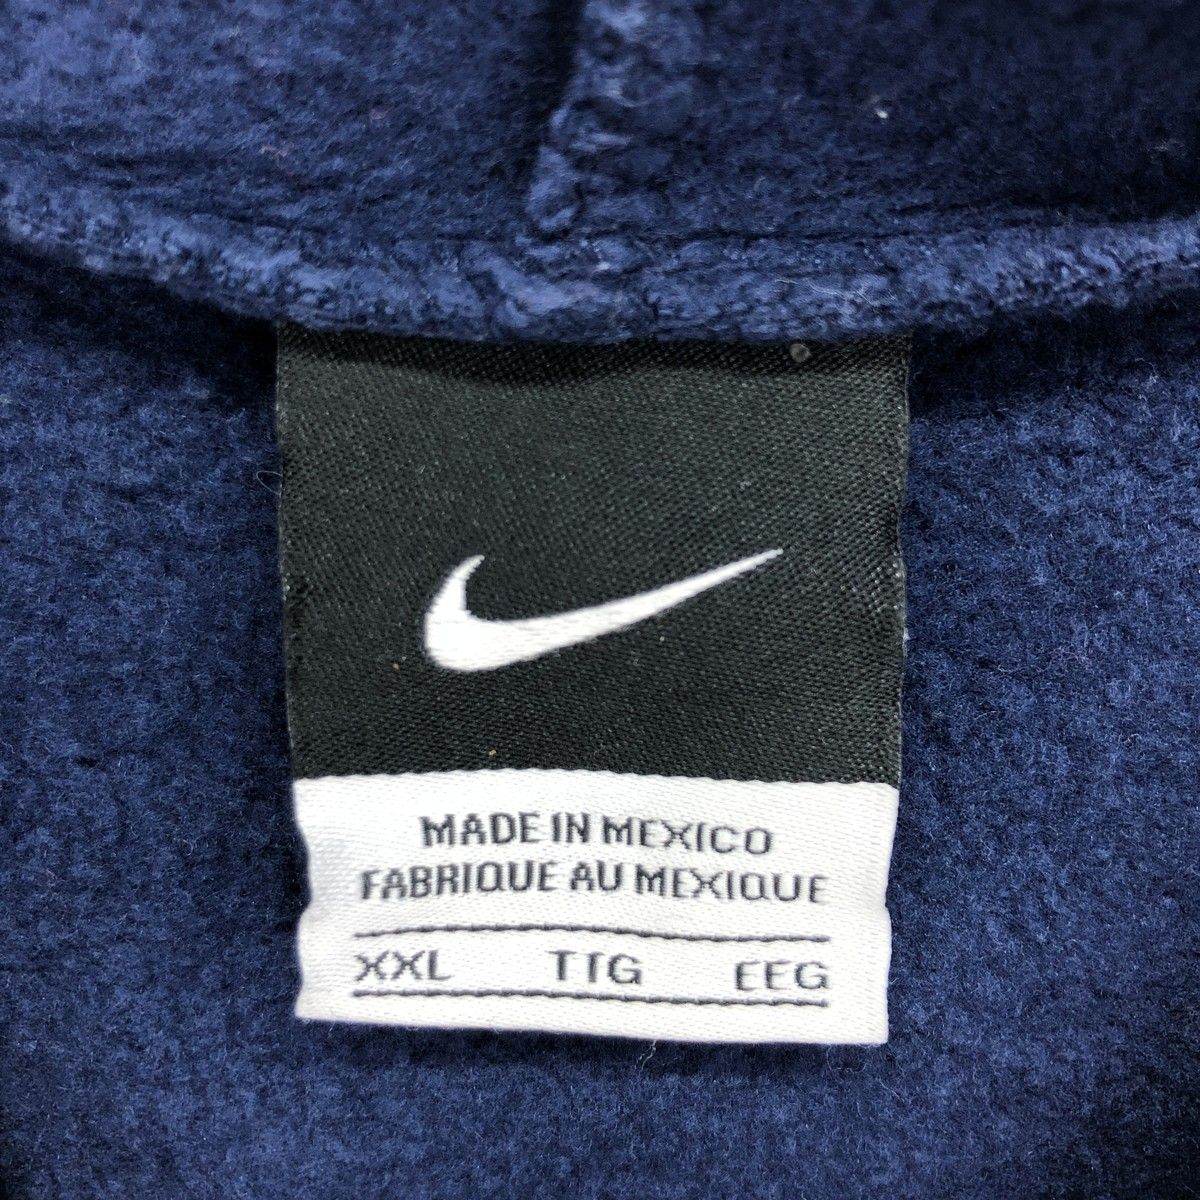 MADE IN MEXICO
FABRIQUE AU MEXIQUE
XXL TTG EEG